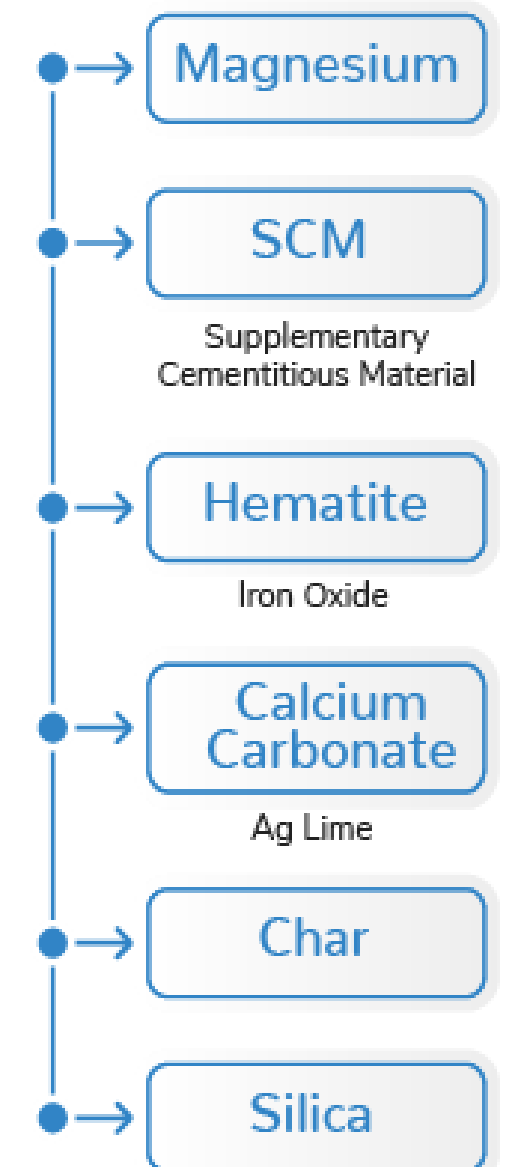 Magnesium
SCM
Supplementary
Cementitious Material
Hematite
Iron Oxide
Calcium
Carbonate
Ag Lime
Char
Silica